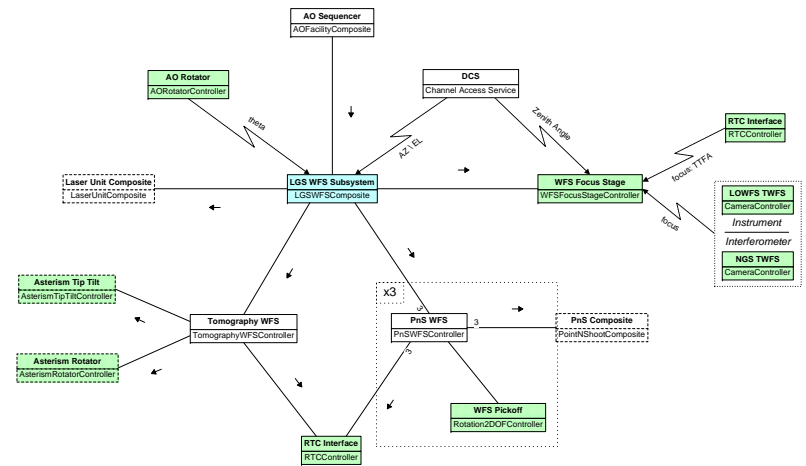 AO Sequencer
AOFacilityComposite
AO Rotator
AORotatorController
DCS
Channel Access Service
theta
AZ \ EL
Zenith Angle
RTC Interface
RTCController
focus: TTFA
Laser Unit Composite
LaserUnitComposite
LGS WFS Subsystem
LGSWFSComposite
WFS Focus Stage
WFSFocusStageController
LOWFS TWFS
CameraController
Instrument
Interferometer
NGS TWFS
CameraController
focus
Asterism Tip Tilt
AsterismTipTiltController
x3
3
Tomography WFS
TomographyWFSController
PnS WFS
PnSWFSController
3
3
PnS Composite
PointNShootComposite
Asterism Rotator
AsterismRotatorController
WFS Pickoff
Rotation2DOFController
RTC Interface
RTCController